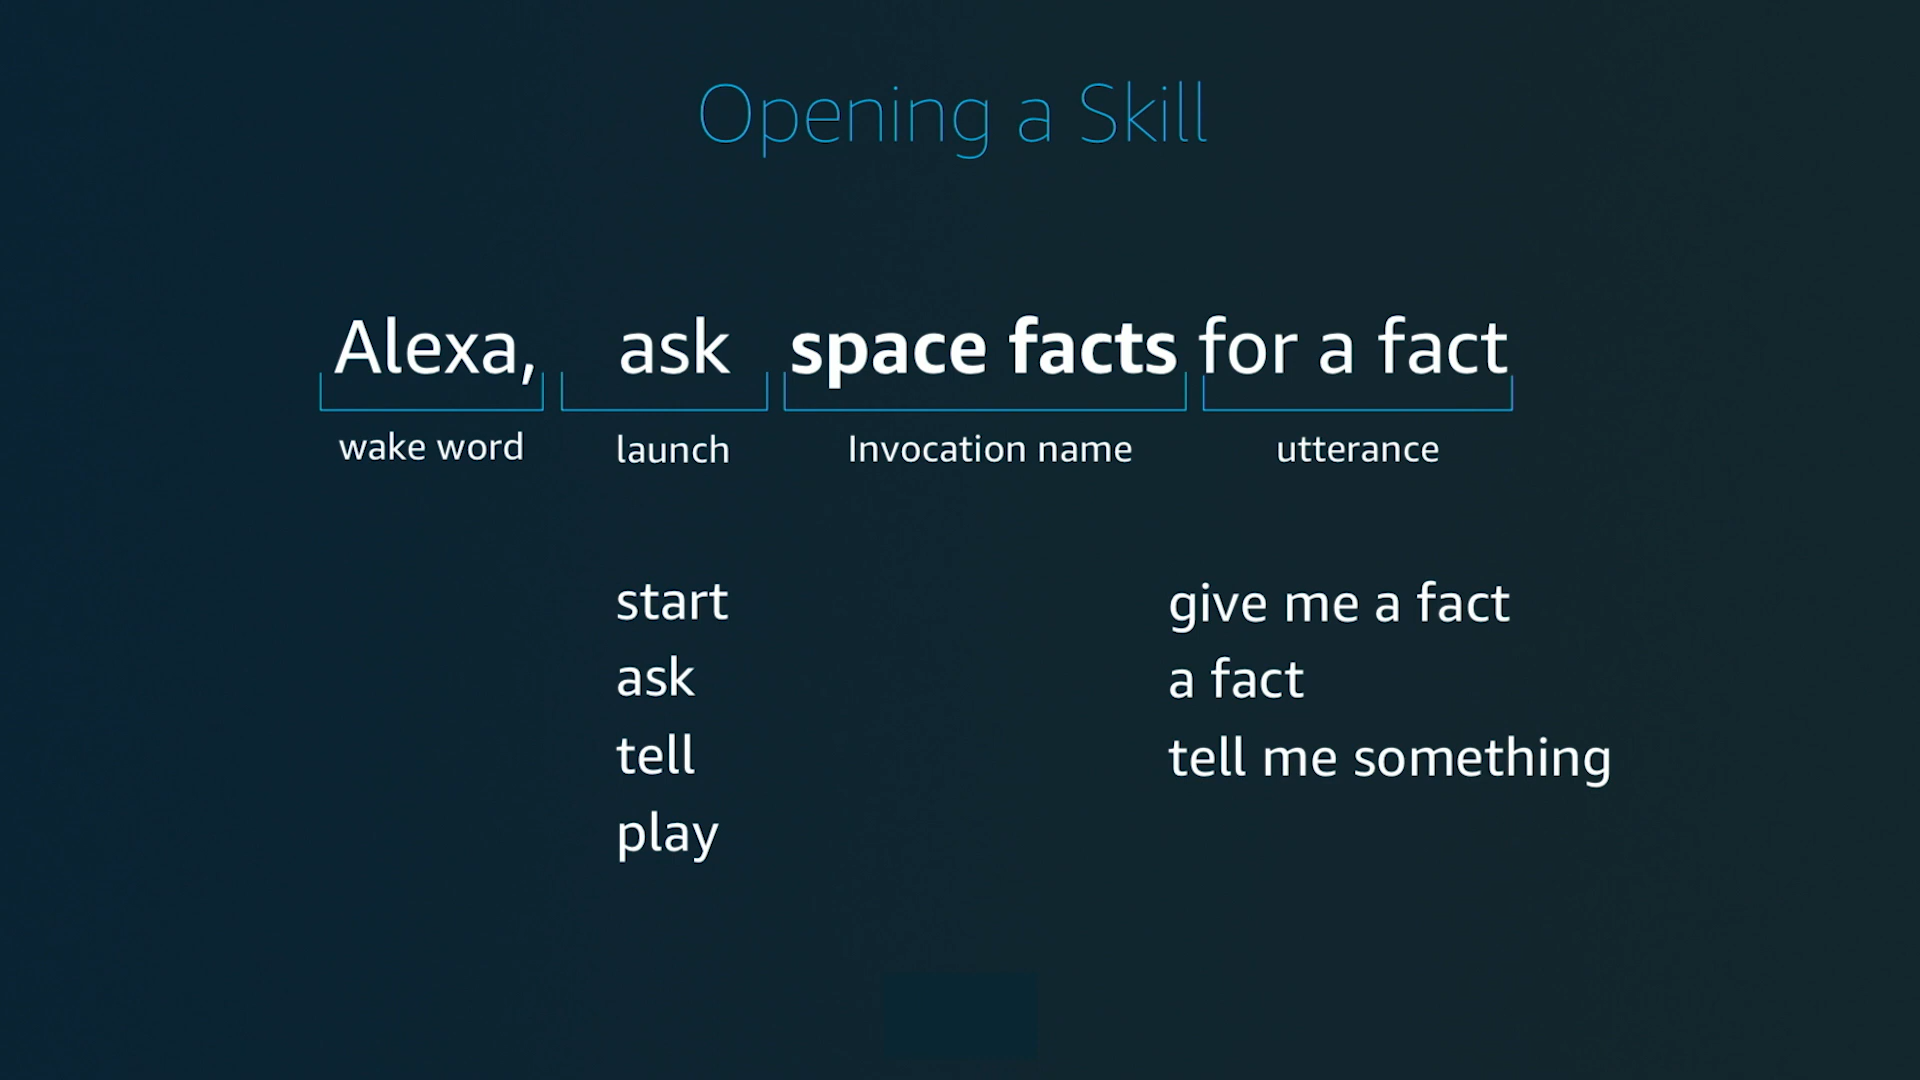 Opening a Skill
Alexa, ask space facts for a fact
wake word launch Invocation name utterance
start
ask
tell
play
give me a fact
a fact
tell me something